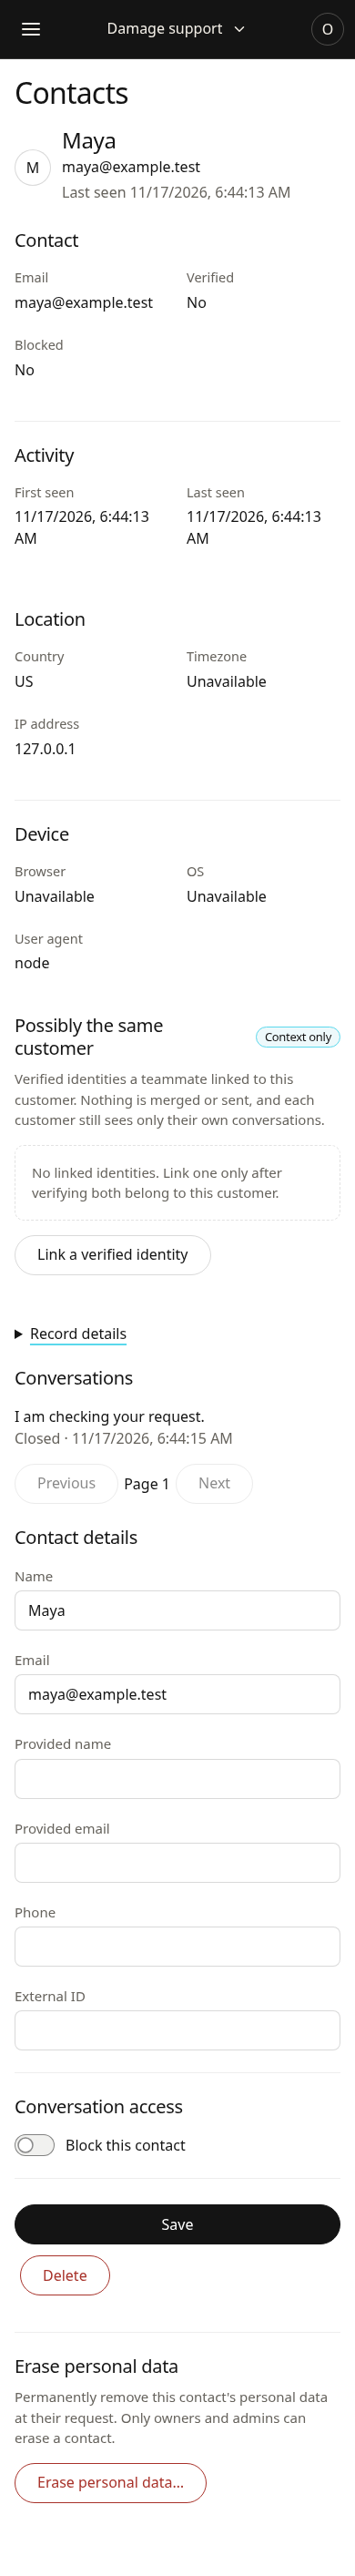 Damage support
O
Contacts
M
Maya
maya@example.test
Last seen 11/17/2026, 6:44:13 AM
Contact
Email
Verified
maya@example.test
No
Blocked
No
Activity
First seen
Last seen
11/17/2026, 6:44:13
AM
11/17/2026, 6:44:13
AM
Location
Country
Timezone
US
Unavailable
IP address
127.0.0.1
Device
Browser
OS
Unavailable
Unavailable
User agent
node
Possibly the same
customer
Context only
Verified identities a teammate linked to this
customer. Nothing is merged or sent, and each
customer still sees only their own conversations.
No linked identities. Link one only after
verifying both belong to this customer.
Link a verified identity
Record details
Conversations
I am checking your request.
Closed · 11/17/2026, 6:44:15 AM
Previous
Page 1
Next
Contact details
Name
Maya
Email
maya@example.test
Provided name
Provided email
Phone
External ID
Conversation access
Block this contact
Save
Delete
Erase personal data
Permanently remove this contact's personal data
at their request. Only owners and admins can
erase a contact.
Erase personal data...